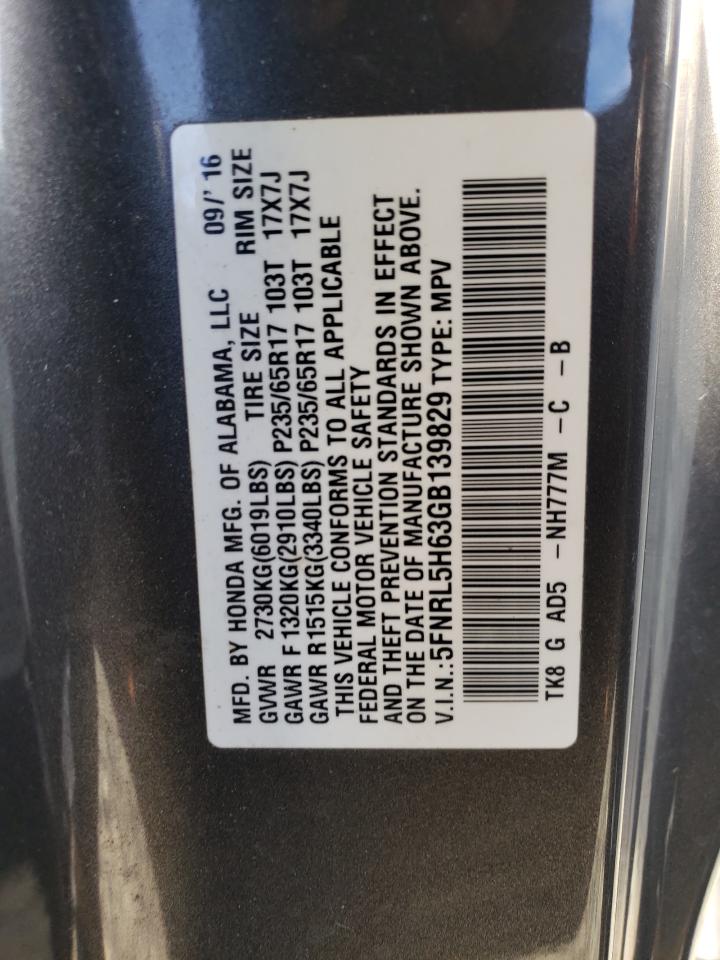 MFD. BY HONDA MFG. OF ALABAMA, LLC 09/' 16
GVWR 2730KG(6019LBS) TIRE SIZE RIM SIZE
GAWR F 1320KG(2910LBS) P235/65R17 103T 17X7J
GAWR R1515KG(3340LBS) P235/65R17 103T 17X7J
THIS VEHICLE CONFORMS TO ALL APPLICABLE
FEDERAL MOTOR VEHICLE SAFETY
AND THEFT PREVENTION STANDARDS IN EFFECT
ON THE DATE OF MANUFACTURE SHOWN ABOVE.
V.I.N.:5FNRL5H63GB139829 TYPE: MPV
TK8 G AD5 -NH777M -C -B